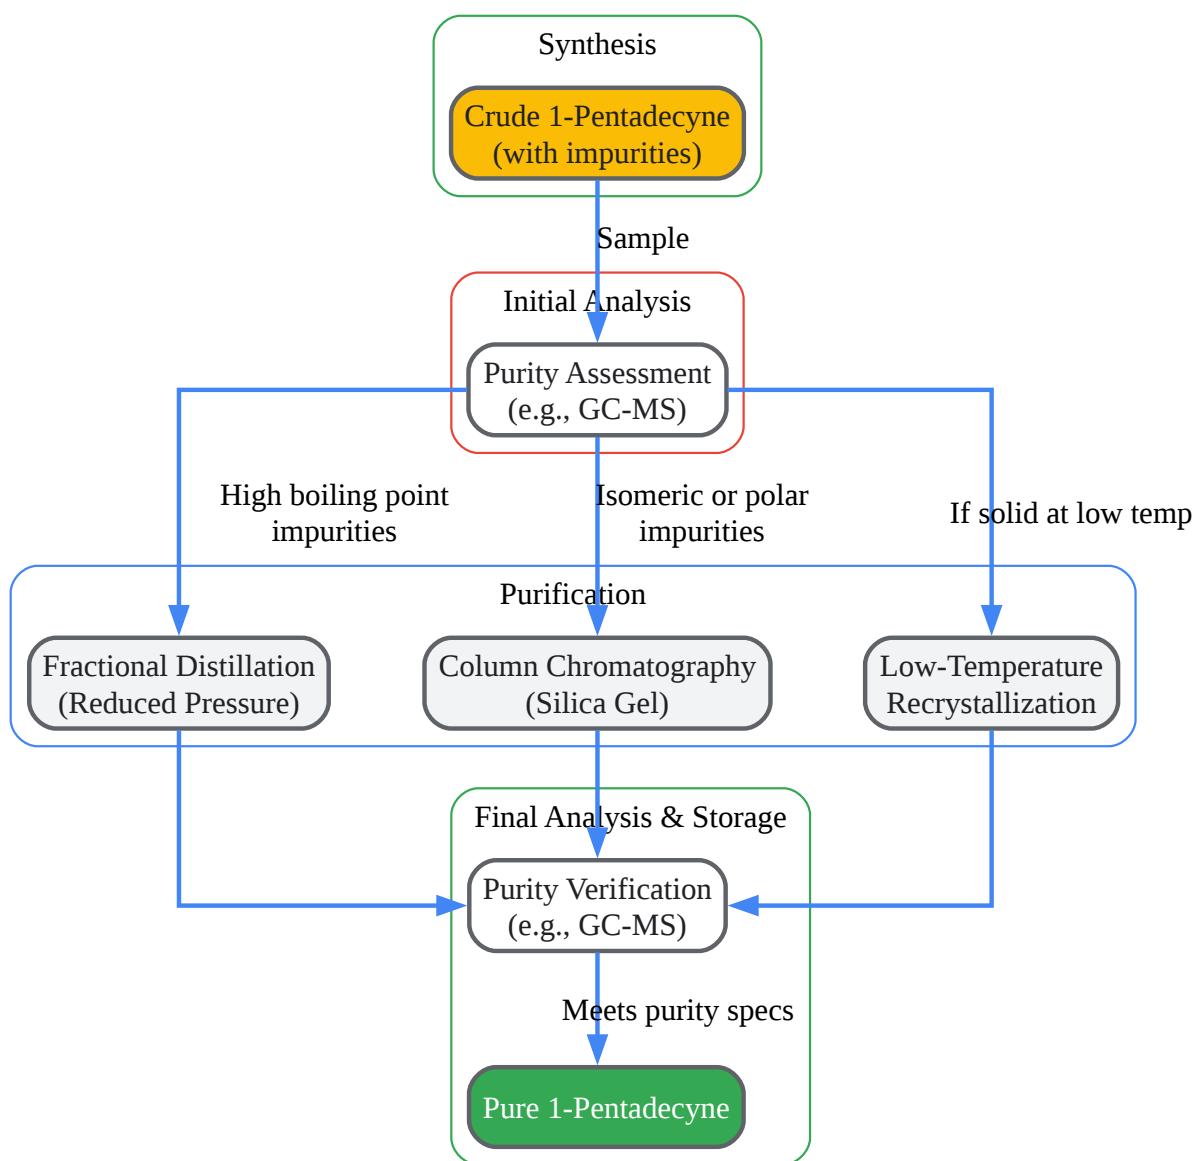 Synthesis
Crude 1-Pentadecyne
(with impurities)
Sample
Initial Analysis
Purity Assessment
(e.g., GC-MS)
High boiling point
impurities
Isomeric or polar
impurities
If solid at low temp
Purification
Fractional Distillation
(Reduced Pressure)
Column Chromatography
(Silica Gel)
Low-Temperature
Recrystallization
Final Analysis & Storage
Purity Verification
(e.g., GC-MS)
Meets purity specs
Pure 1-Pentadecyne